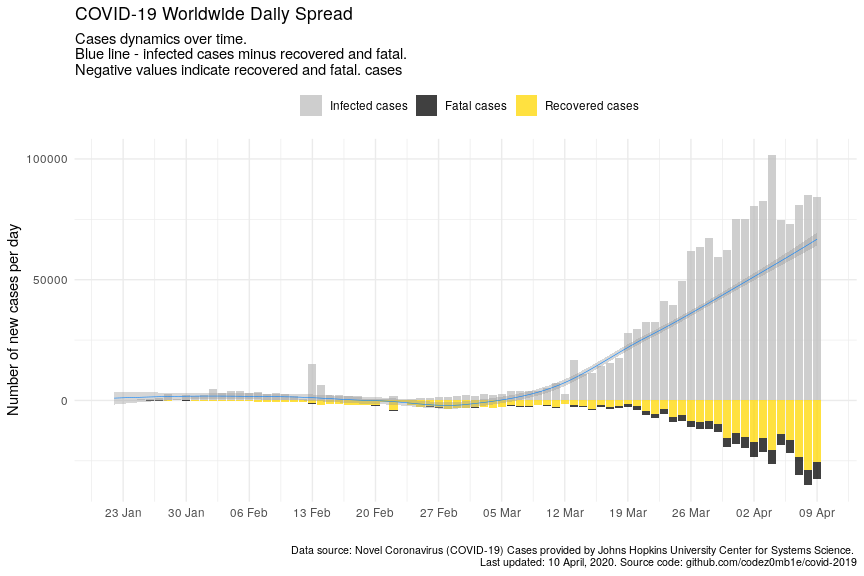 COVID-19 Worldwide Daily Spread
Cases dynamics over time.
Blue line - infected cases minus recovered and fatal.
Negative values indicate recovered and fatal. cases
Infected cases Fatal cases Recovered cases
Number of new cases per day
100000
50000
0
23 Jan 30 Jan 06 Feb 13 Feb 20 Feb 27 Feb 05 Mar 12 Mar 19 Mar 26 Mar 02 Apr 09 Apr
Data source: Novel Coronavirus (COVID-19) Cases provided by Johns Hopkins University Center for Systems Science.
Last updated: 10 April, 2020. Source code: github.com/codez0mb1e/covid-2019